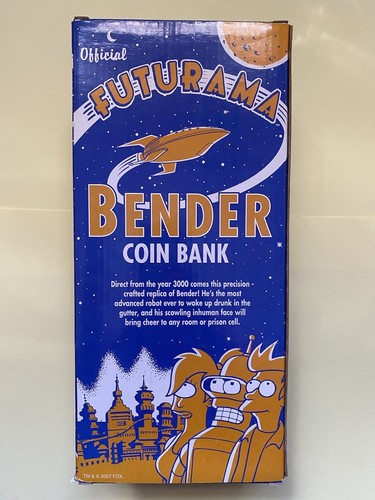 Official
FUTURAMA
BENDER
COIN BANK
Direct from the year 3000 comes this precision -
crafted replica of Bender! He's the most
advanced robot ever to wake up drunk in the
gutter, and his scowling inhuman face will
bring cheer to any room or prison cell.
TM & © 2007 FOX.